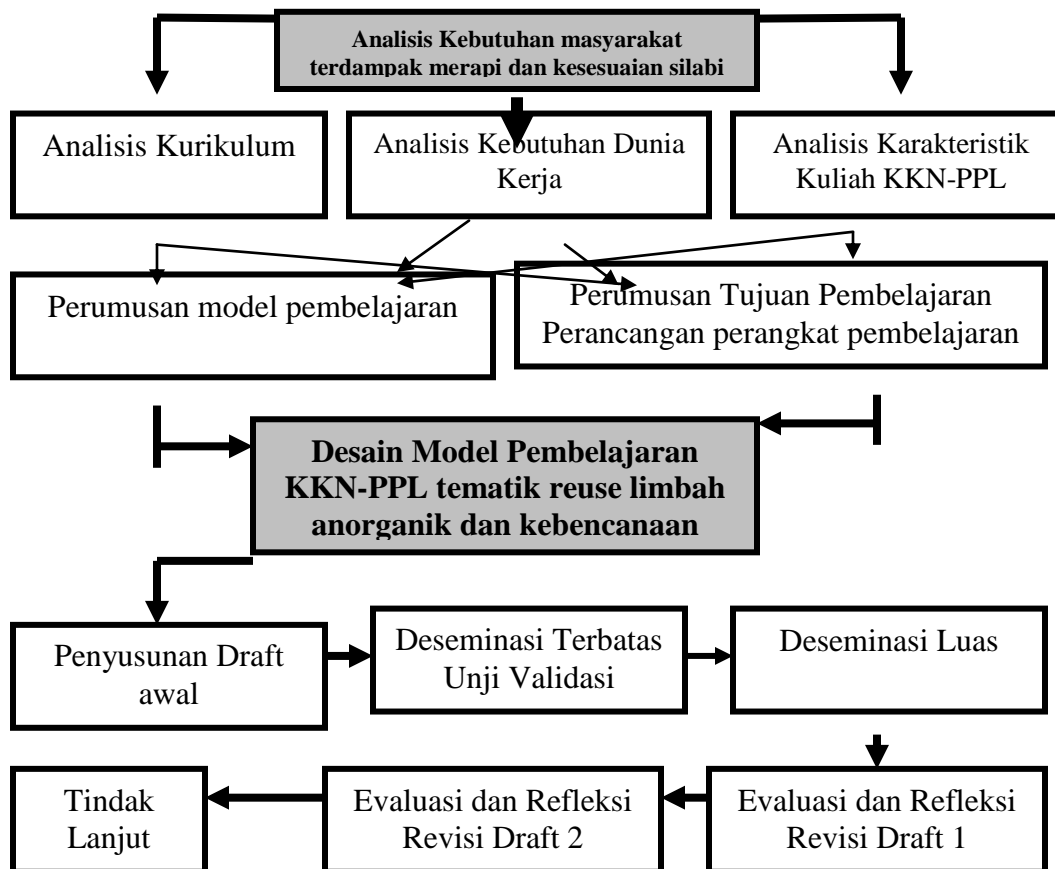 Analisis Kebutuhan masyarakat
terdampak merapi dan kesesuaian silabi
Analisis Kurikulum
Analisis Kebutuhan Dunia
Kerja
Analisis Karakteristik
Kuliah KKN-PPL
Perumusan model pembelajaran
Perumusan Tujuan Pembelajaran
Perancangan perangkat pembelajaran
Desain Model Pembelajaran
KKN-PPL tematik reuse limbah
anorganik dan kebencanaan
Penyusunan Draft
awal
Deseminasi Terbatas
Unji Validasi
Deseminasi Luas
Tindak
Lanjut
Evaluasi dan Refleksi
Revisi Draft 2
Evaluasi dan Refleksi
Revisi Draft 1